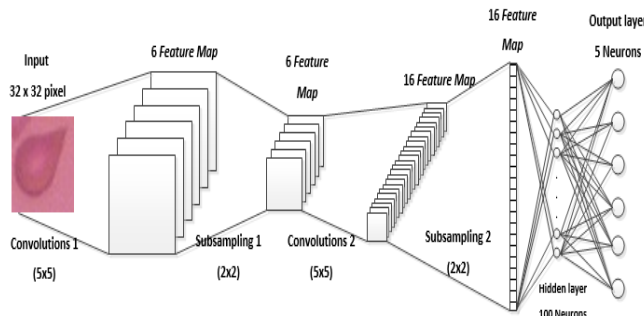 Input
32 x 32 pixel
6 Feature Map
6 Feature
Map
16 Feature Map
16 Feature
Map
Output layer
5 Neurons
Convolutions 1
(5x5)
Subsampling 1
(2x2)
Convolutions 2
(5x5)
Subsampling 2
(2x2)
Hidden layer
100 Neurons